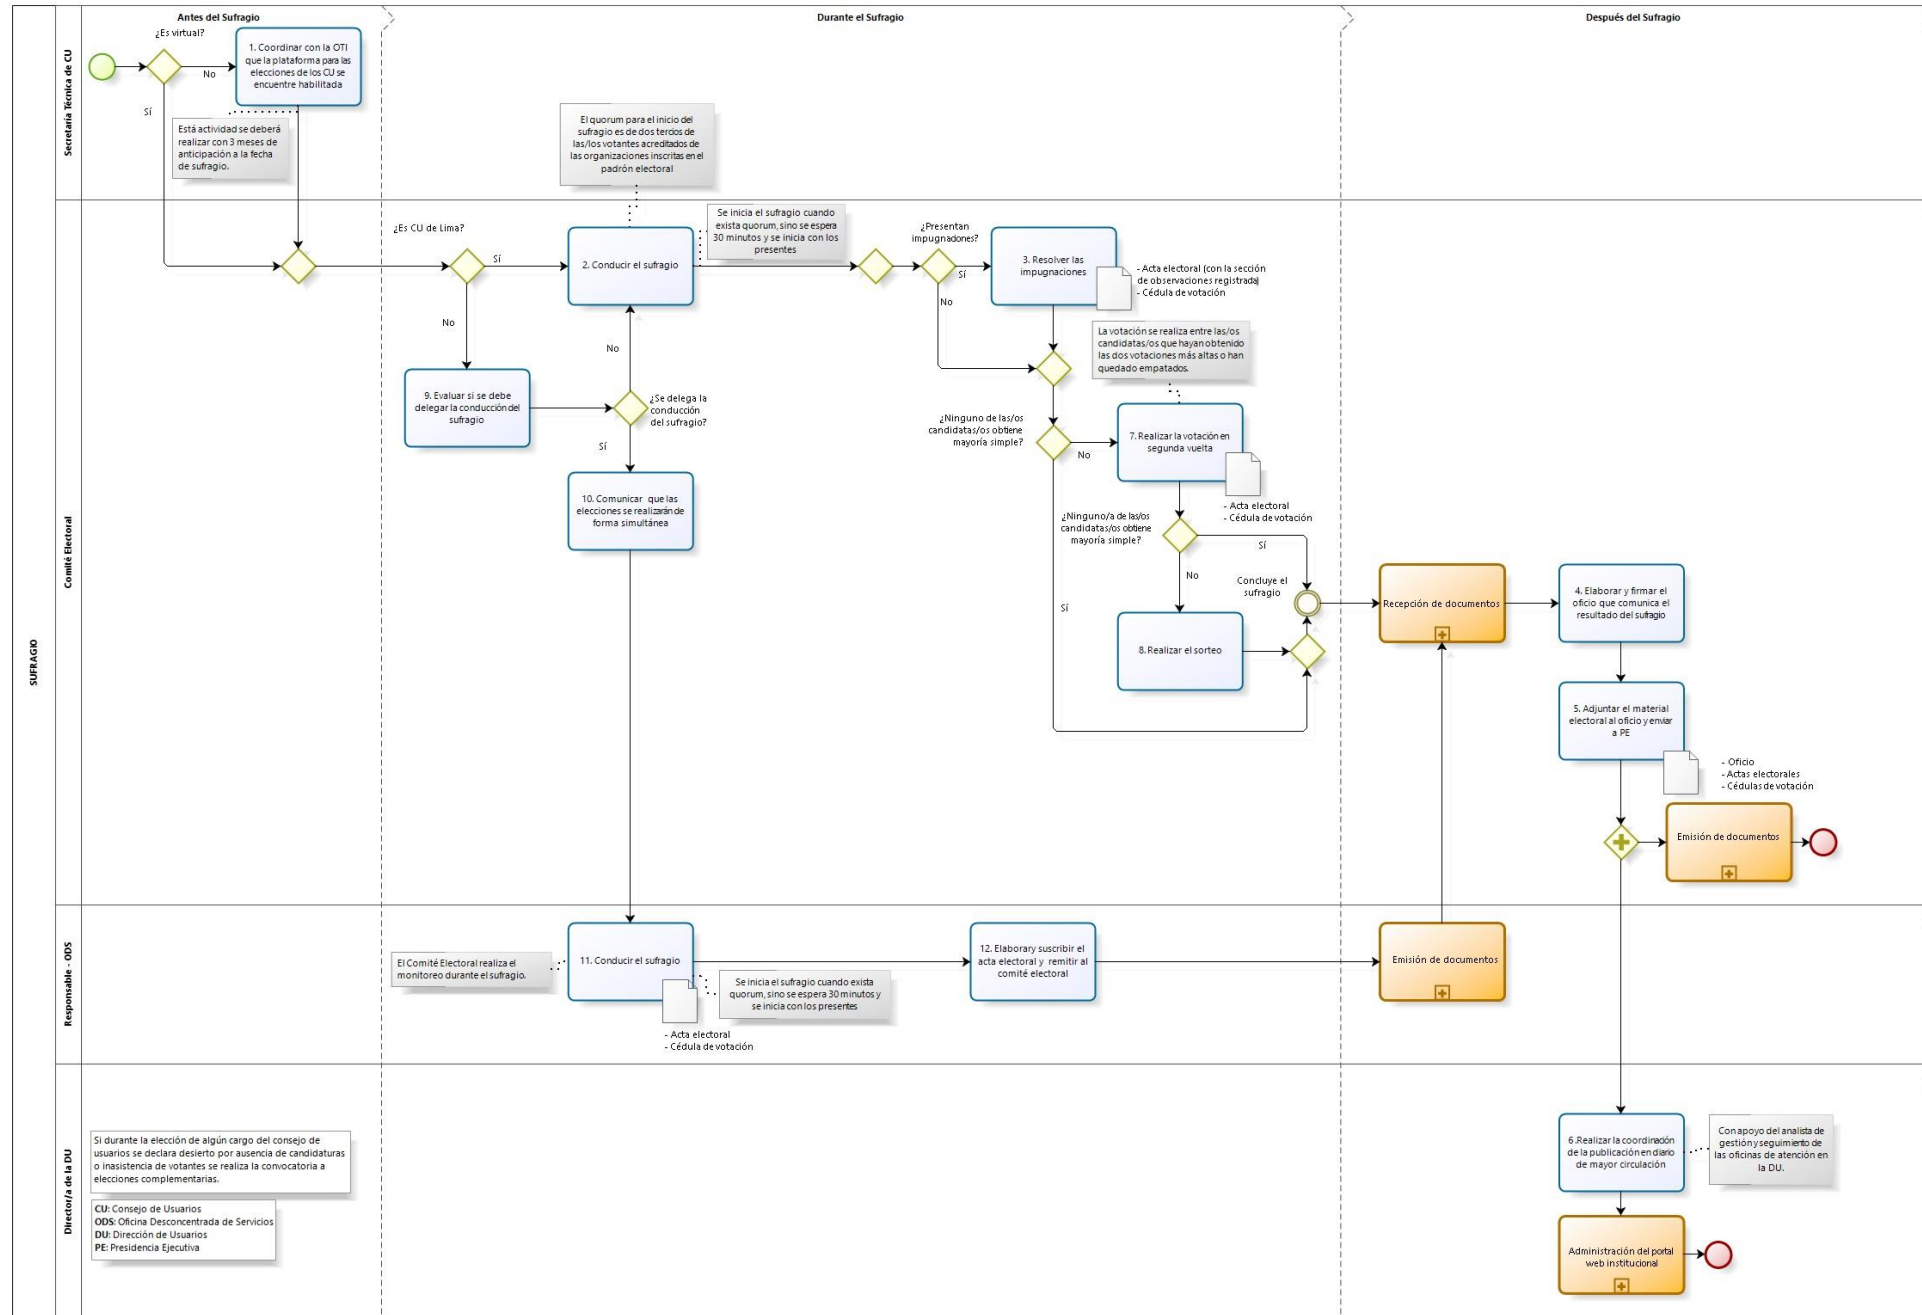 Antes del Sufragio
Durante el Sufragio
Después del Sufragio
SUFRAGIO
Secretaría Técnica de CU
¿Es virtual?
No
Sí
1. Coordinar con la OTI
que la plataforma para las
elecciones de los CU se
encuentre habilitada
Está actividad se deberá
realizar con 3 meses de
anticipación a la fecha
de sufragio.
El quorum para el inicio del
sufragio es de dos tercios de
las/los votantes acreditados de
las organizaciones inscritas en el
padrón electoral
Comité Electoral
¿Es CU de Lima?
Sí
No
2. Conducir el sufragio
Se inicia el sufragio cuando
exista quorum, sino se espera
30 minutos y se inicia con los
presentes
¿Presentan
impugnaciones?
Sí
No
3. Resolver las
impugnaciones
- Acta electoral (con la sección
de observaciones registrada)
- Cédula de votación
9. Evaluar si se debe
delegar la conducción del
sufragio
No
¿Se delega la
conducción
del sufragio?
Sí
10. Comunicar que las
elecciones se realizarán de
forma simultánea
La votación se realiza entre las/os
candidatas/os que hayan obtenido
las dos votaciones más altas o han
quedado empatados.
¿Ninguno de las/os
candidatas/os obtiene
mayoría simple?
No
Sí
7. Realizar la votación en
segunda vuelta
- Acta electoral
- Cédula de votación
¿Ninguno/a de las/os
candidatas/os obtiene
mayoría simple?
Sí
No
Concluye el
sufragio
8. Realizar el sorteo
Recepción de documentos
4. Elaborar y firmar el
oficio que comunica el
resultado del sufragio
5. Adjuntar el material
electoral al oficio y enviar
a PE
- Oficio
- Actas electorales
- Cédulas de votación
Emisión de documentos
Responsable - ODS
El Comité Electoral realiza el
monitoreo durante el sufragio.
11. Conducir el sufragio
- Acta electoral
- Cédula de votación
Se inicia el sufragio cuando exista
quorum, sino se espera 30 minutos y
se inicia con los presentes
12. Elaborar y suscribir el
acta electoral y remitir al
comité electoral
Emisión de documentos
Director/a de la DU
Si durante la elección de algún cargo del consejo de
usuarios se declara desierto por ausencia de candidaturas
o inasistencia de votantes se realiza la convocatoria a
elecciones complementarias.
CU: Consejo de Usuarios
ODS: Oficina Desconcentrada de Servicios
DU: Dirección de Usuarios
PE: Presidencia Ejecutiva
6.Realizar la coordinación
de la publicación en diario
de mayor circulación
Con apoyo del analista de
gestión y seguimiento de
las oficinas de atención en
la DU.
Administración del portal
web institucional